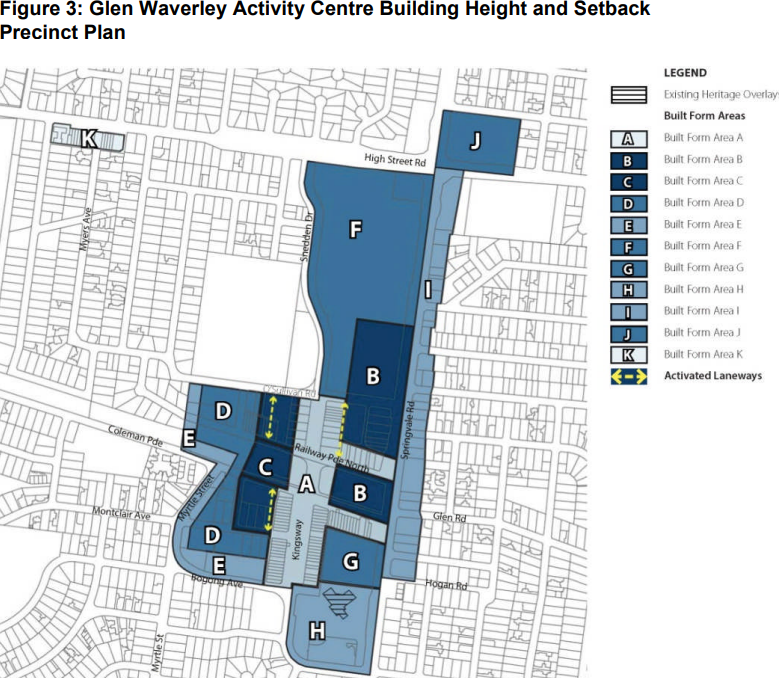 Figure 3: Glen Waverley Activity Centre Building Height and Setback
Precinct Plan
LEGEND
Existing Heritage Overlay
Built Form Areas
A Built Form Area A
B Built Form Area B
C Built Form Area C
D Built Form Area D
E Built Form Area E
F Built Form Area F
G Built Form Area G
H Built Form Area H
I Built Form Area I
J Built Form Area J
K Built Form Area K
Activated Laneways
K
J
High Street Rd
Myers Ave
Snedden Dr
F
I
B
O'Sullivan Rd
D
Springvale Rd
Coleman Pde
E
Railway Pde North
C
A
B
Myrtle Street
Montclair Ave
Glen Rd
Kingsway
D
G
E
Bogong Ave
Hogan Rd
H
Myrtle St